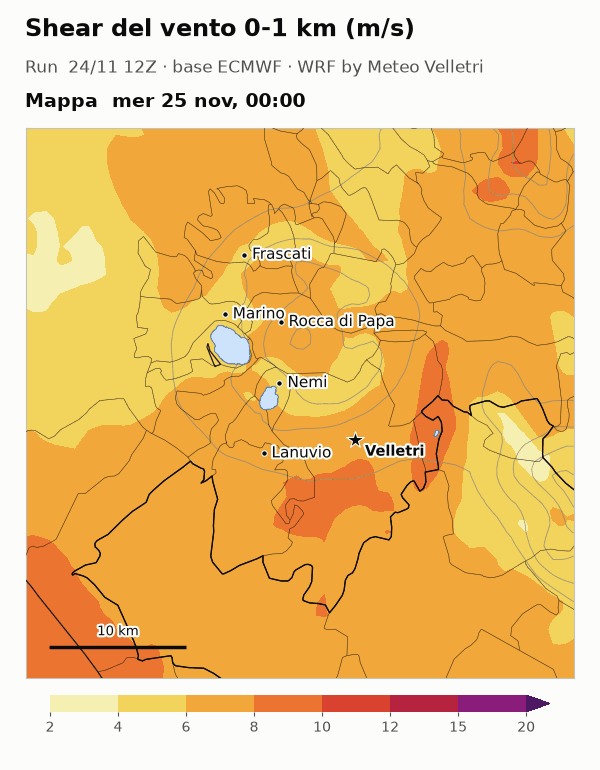 Shear del vento 0-1 km (m/s)
Run  24/11 12Z · base ECMWF · WRF by Meteo Velletri
Mappa  mer 25 nov, 00:00
Frascati
Marino
Rocca di Papa
Nemi
Velletri
Lanuvio
10 km
2 4 6 8 10 12 15 20